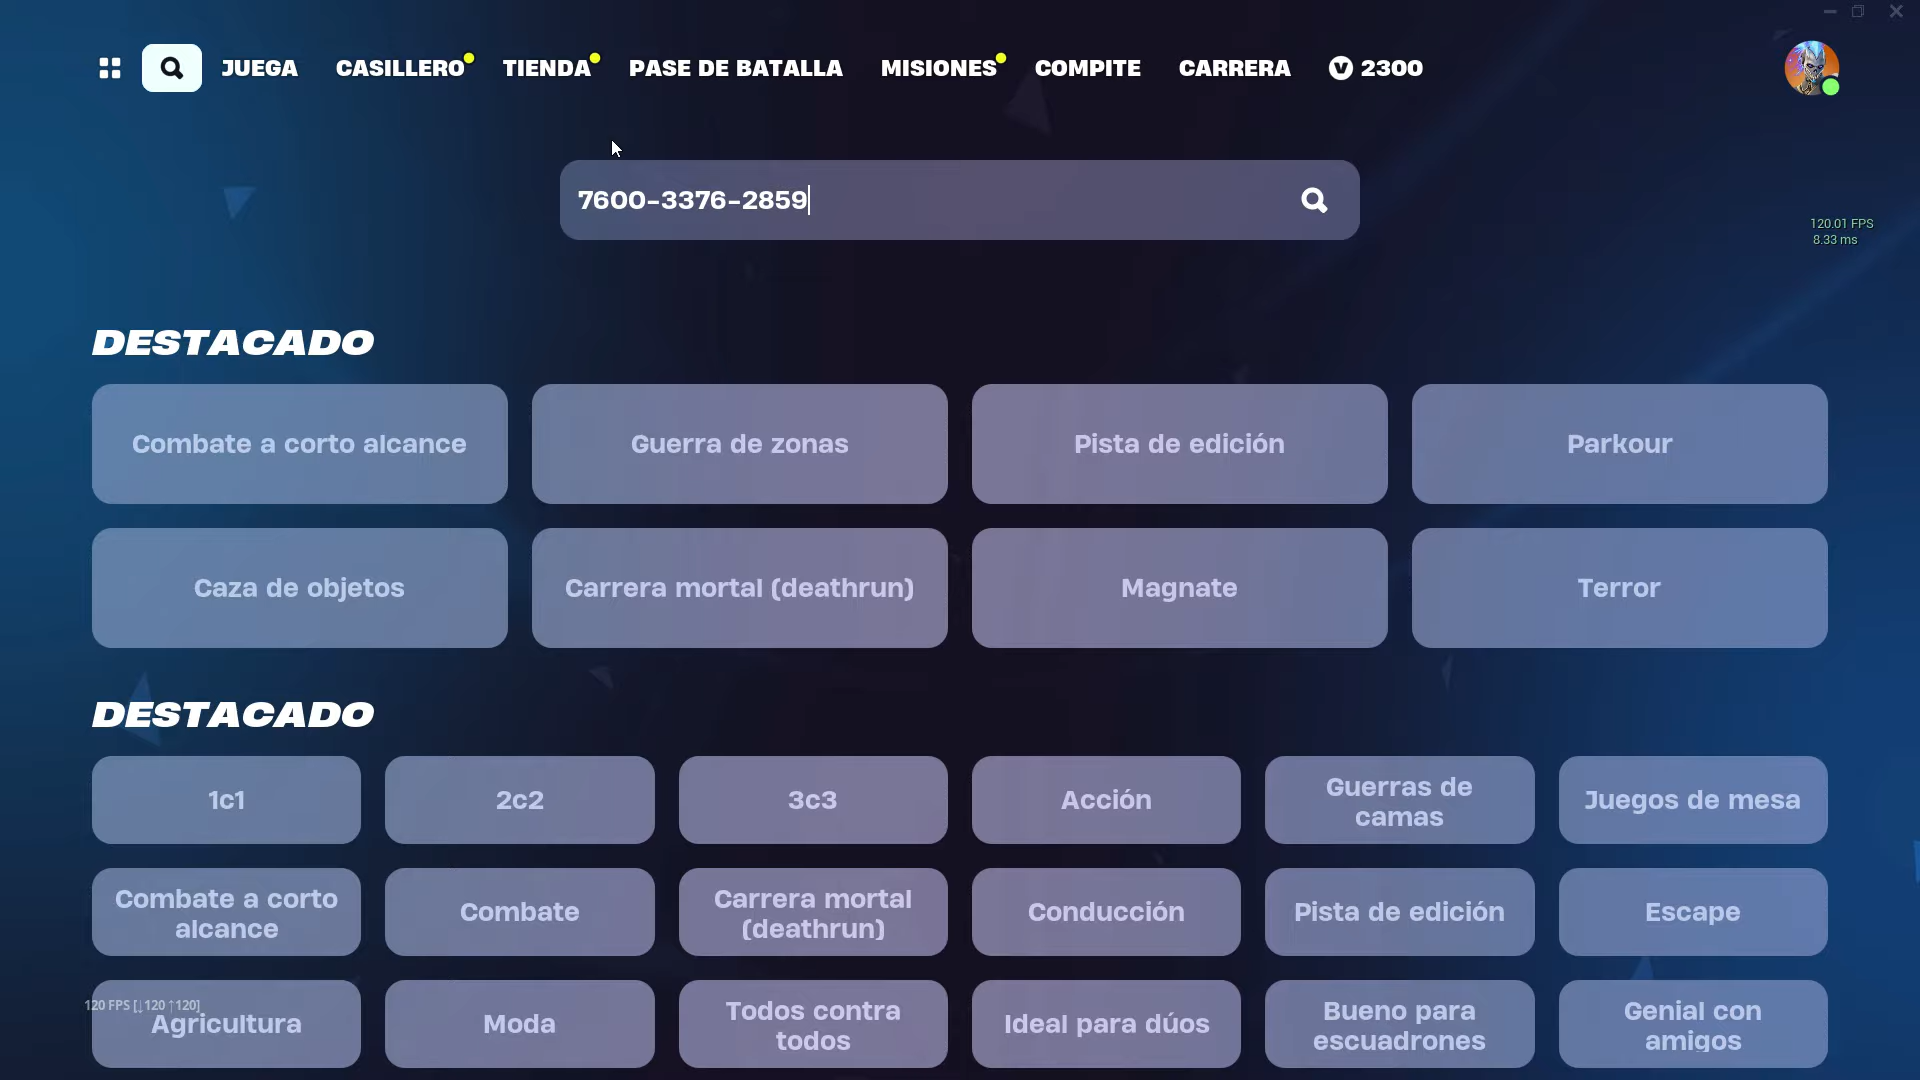 JUEGA CASILLERO TIENDA PASE DE BATALLA MISIONES COMPITE CARRERA V 2300
7600-3376-2859
120.01 FPS
8.33 ms
DESTACADO
Combate a corto alcance Guerra de zonas Pista de edición Parkour
Caza de objetos Carrera mortal (deathrun) Magnate Terror
DESTACADO
1c1 2c2 3c3 Acción Guerras de camas Juegos de mesa
Combate a corto alcance Combate Carrera mortal (deathrun) Conducción Pista de edición Escape
120 FPS [↓120 ↑120]
Agricultura Moda Todos contra todos Ideal para dúos Bueno para escuadrones Genial con amigos